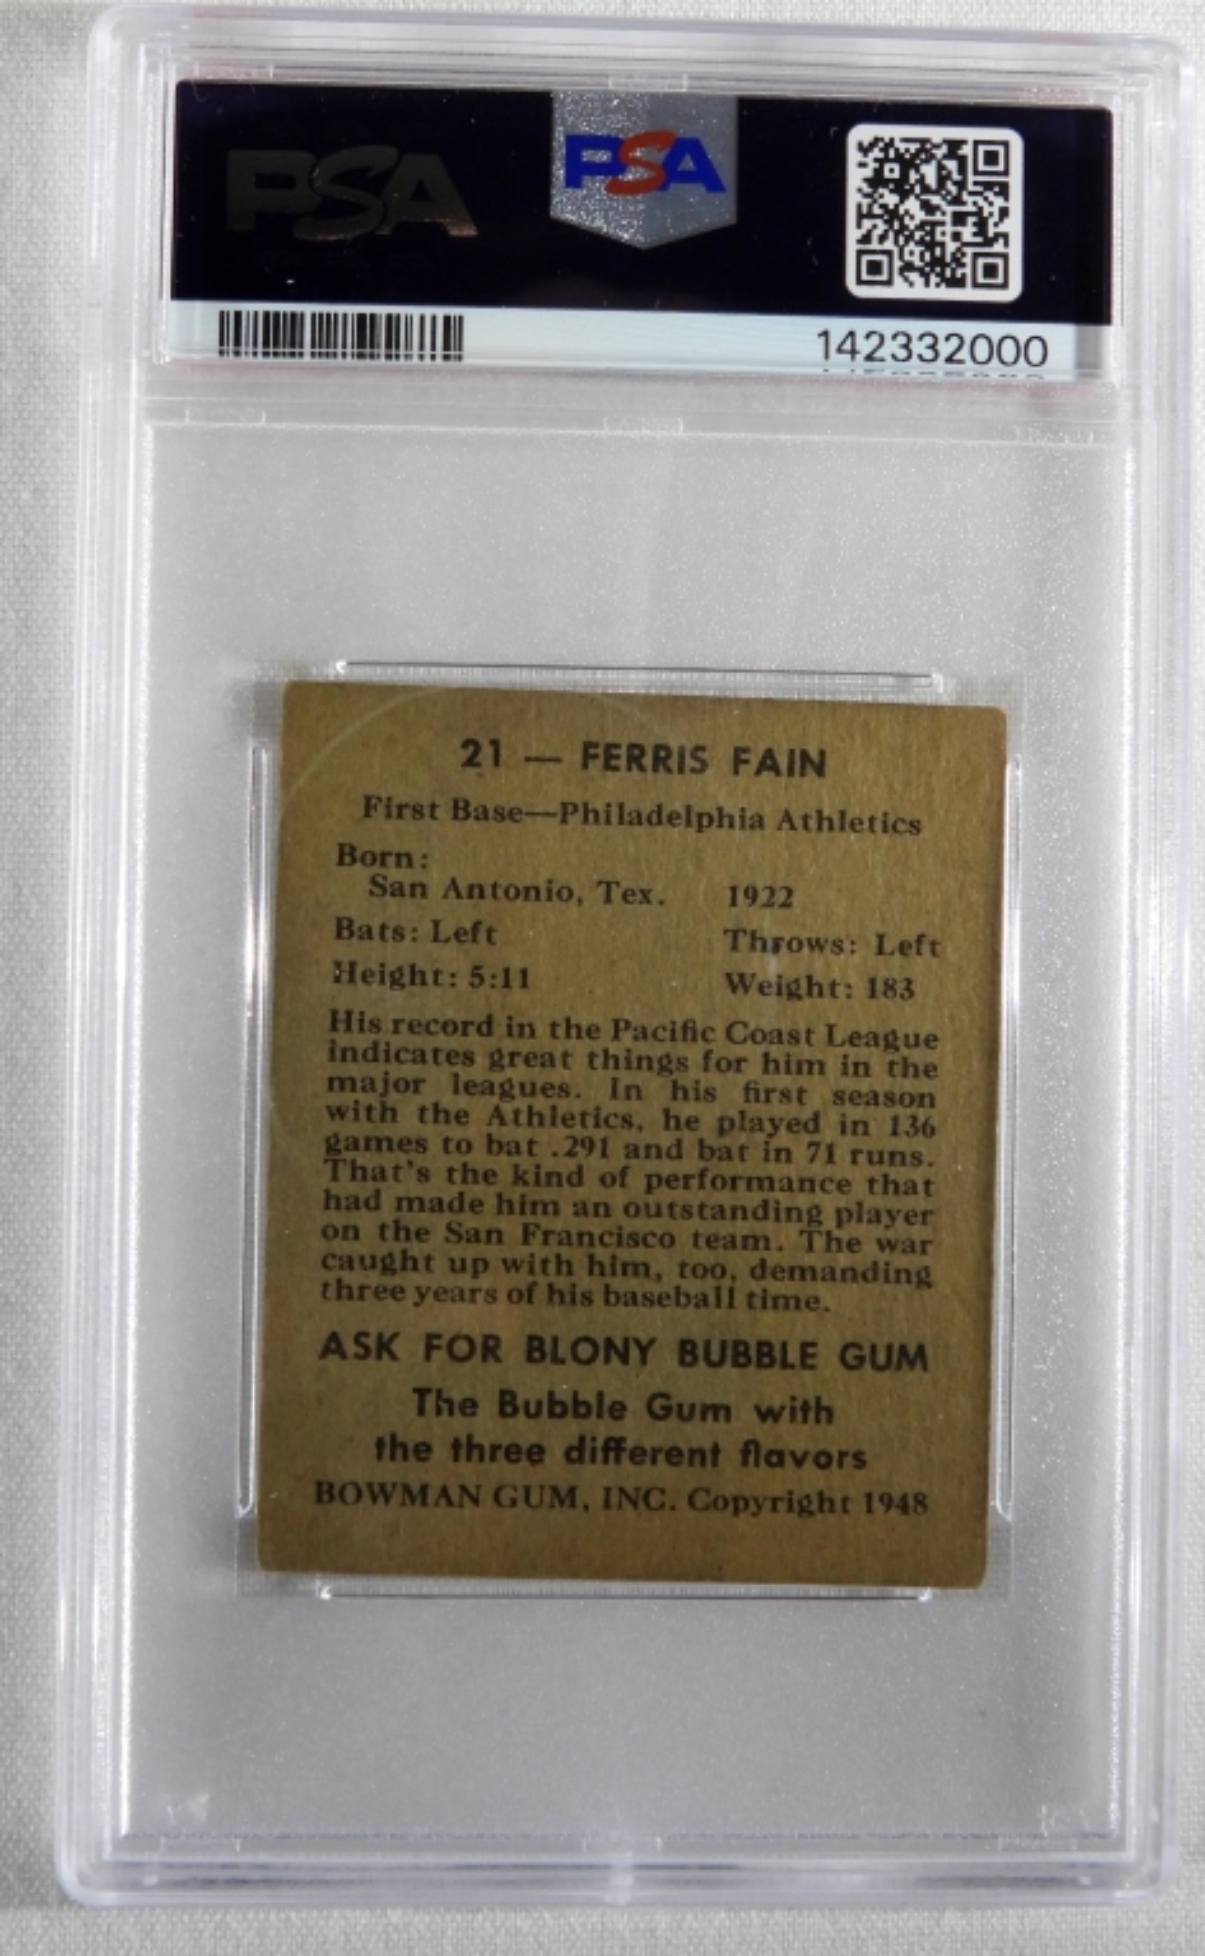 PSA
PSA
142332000
21 — FERRIS FAIN
First Base—Philadelphia Athletics
Born:
San Antonio, Tex. 1922
Bats: Left Throws: Left
Height: 5:11 Weight: 183
His record in the Pacific Coast League
indicates great things for him in the
major leagues. In his first season
with the Athletics, he played in 136
games to bat .291 and bat in 71 runs.
That's the kind of performance that
had made him an outstanding player
on the San Francisco team. The war
caught up with him, too, demanding
three years of his baseball time.
ASK FOR BLONY BUBBLE GUM
The Bubble Gum with
the three different flavors
BOWMAN GUM, INC. Copyright 1948